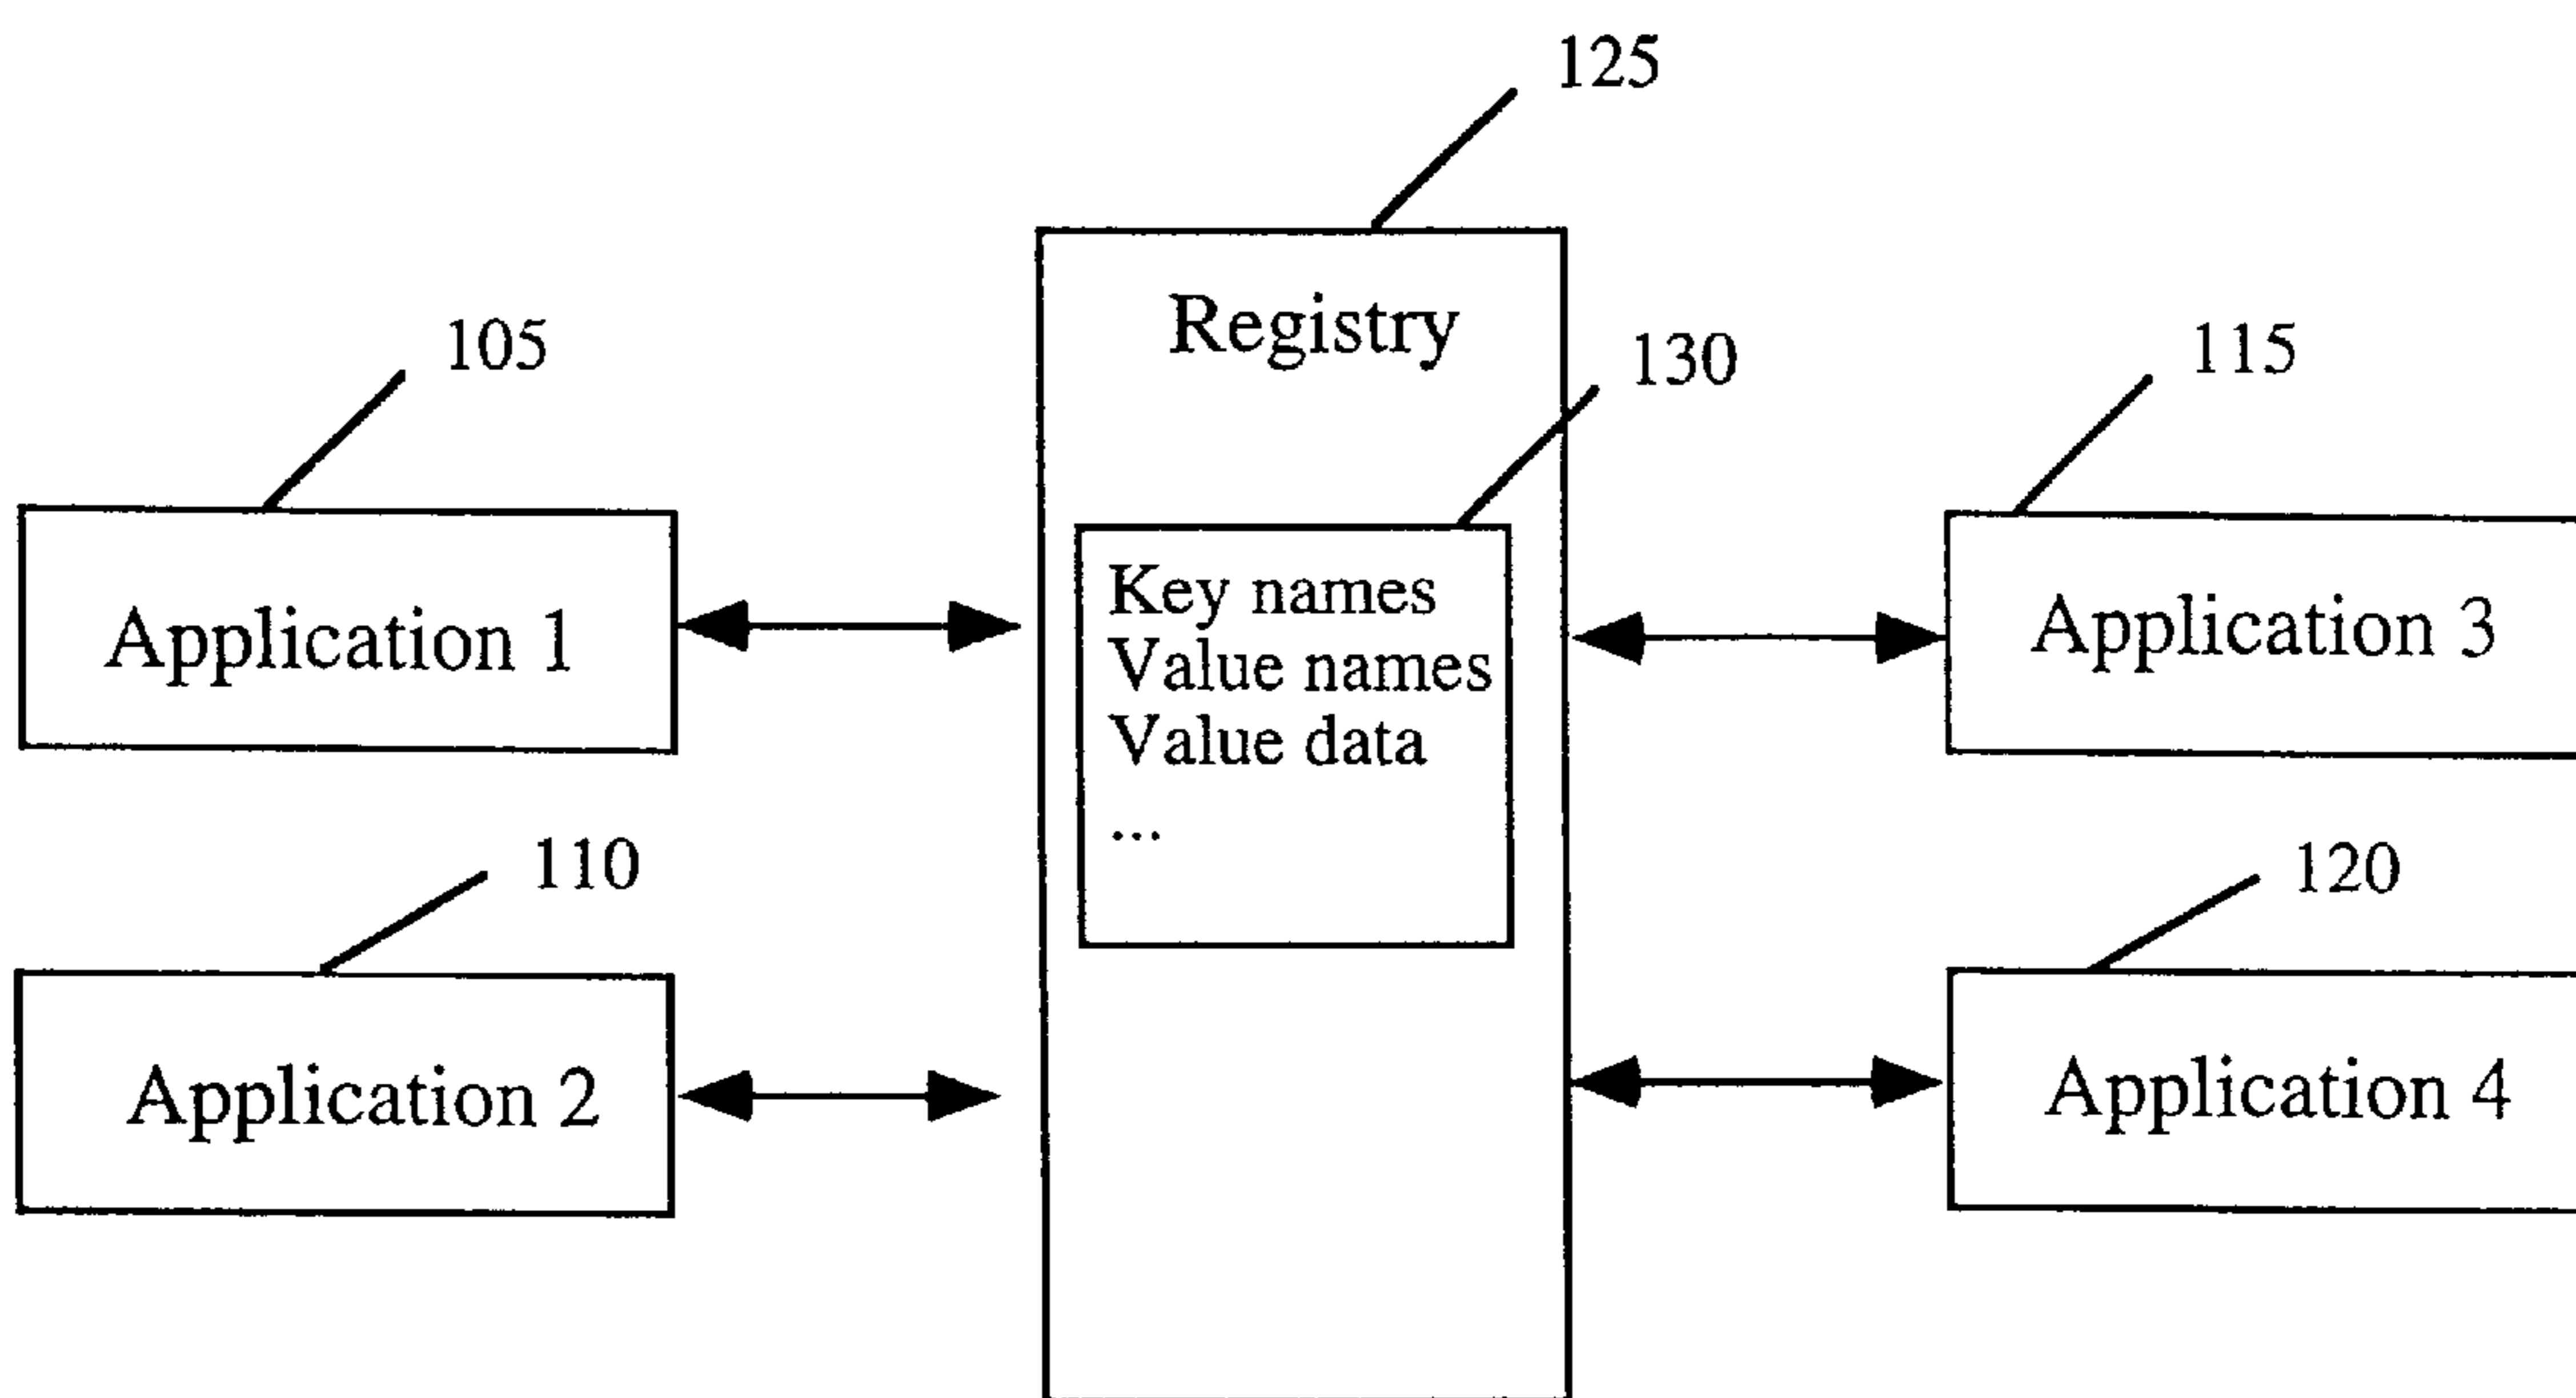 125
Registry
105
130
115
Key names
Value names
Value data
...
Application 1
Application 3
110
120
Application 2
Application 4